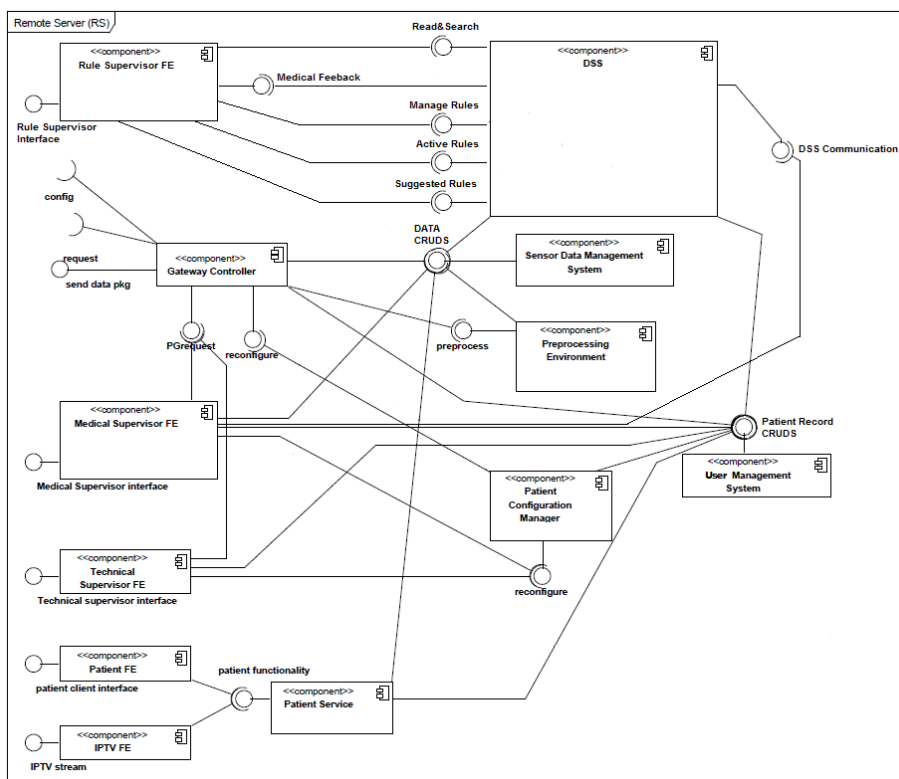 Remote Server (RS)
Read&Search
<<component>>
Rule Supervisor FE
<<component>>
DSS
Medical Feeback
Manage Rules
Rule Supervisor
Interface
Active Rules
DSS Communication
Suggested Rules
config
DATA
CRUDS
<<component>>
Gateway Controller
<<component>>
Sensor Data Management
System
request
send data pkg
PGrequest
reconfigure
preprocess
<<component>>
Preprocessing
Environment
<<component>>
Medical Supervisor FE
Patient Record
CRUDS
Medical Supervisor interface
<<component>>
User Management
System
<<component>>
Patient
Configuration
Manager
<<component>>
Technical
Supervisor FE
Technical supervisor interface
reconfigure
<<component>>
Patient FE
patient client interface
patient functionality
<<component>>
Patient Service
<<component>>
IPTV FE
IPTV stream